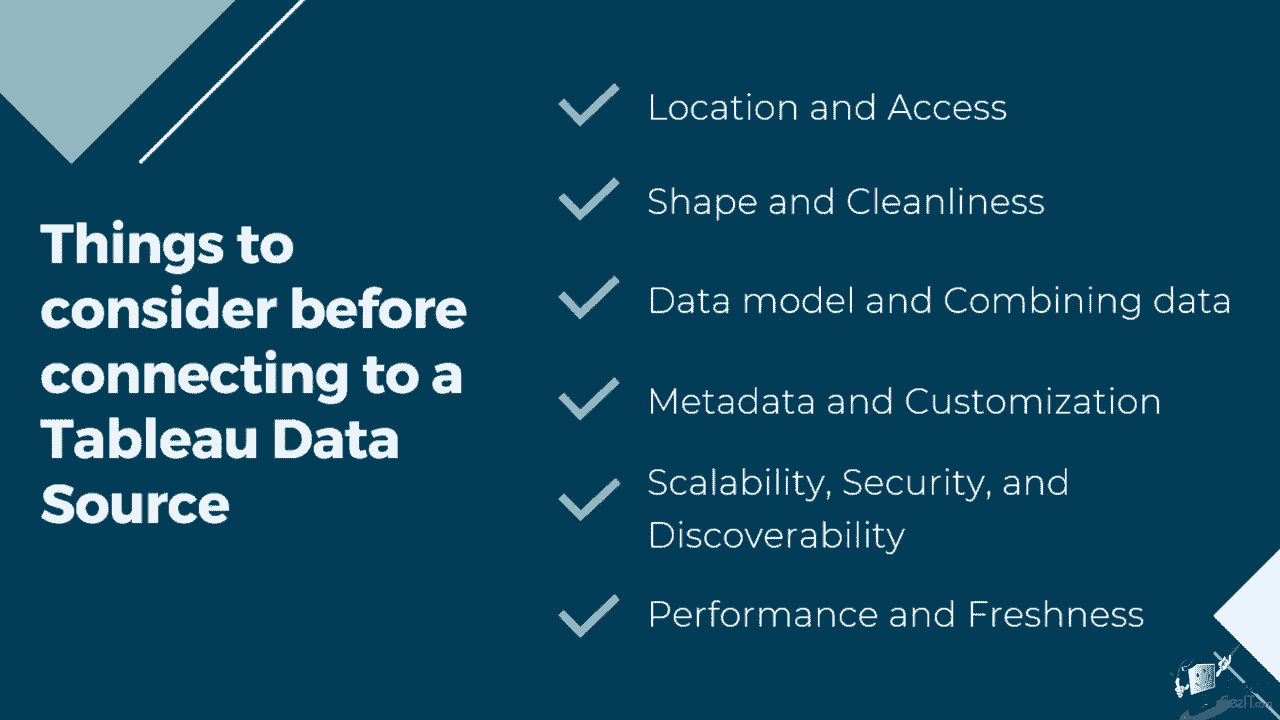 Things to
consider before
connecting to a
Tableau Data
Source
Location and Access
Shape and Cleanliness
Data model and Combining data
Metadata and Customization
Scalability, Security, and
Discoverability
Performance and Freshness